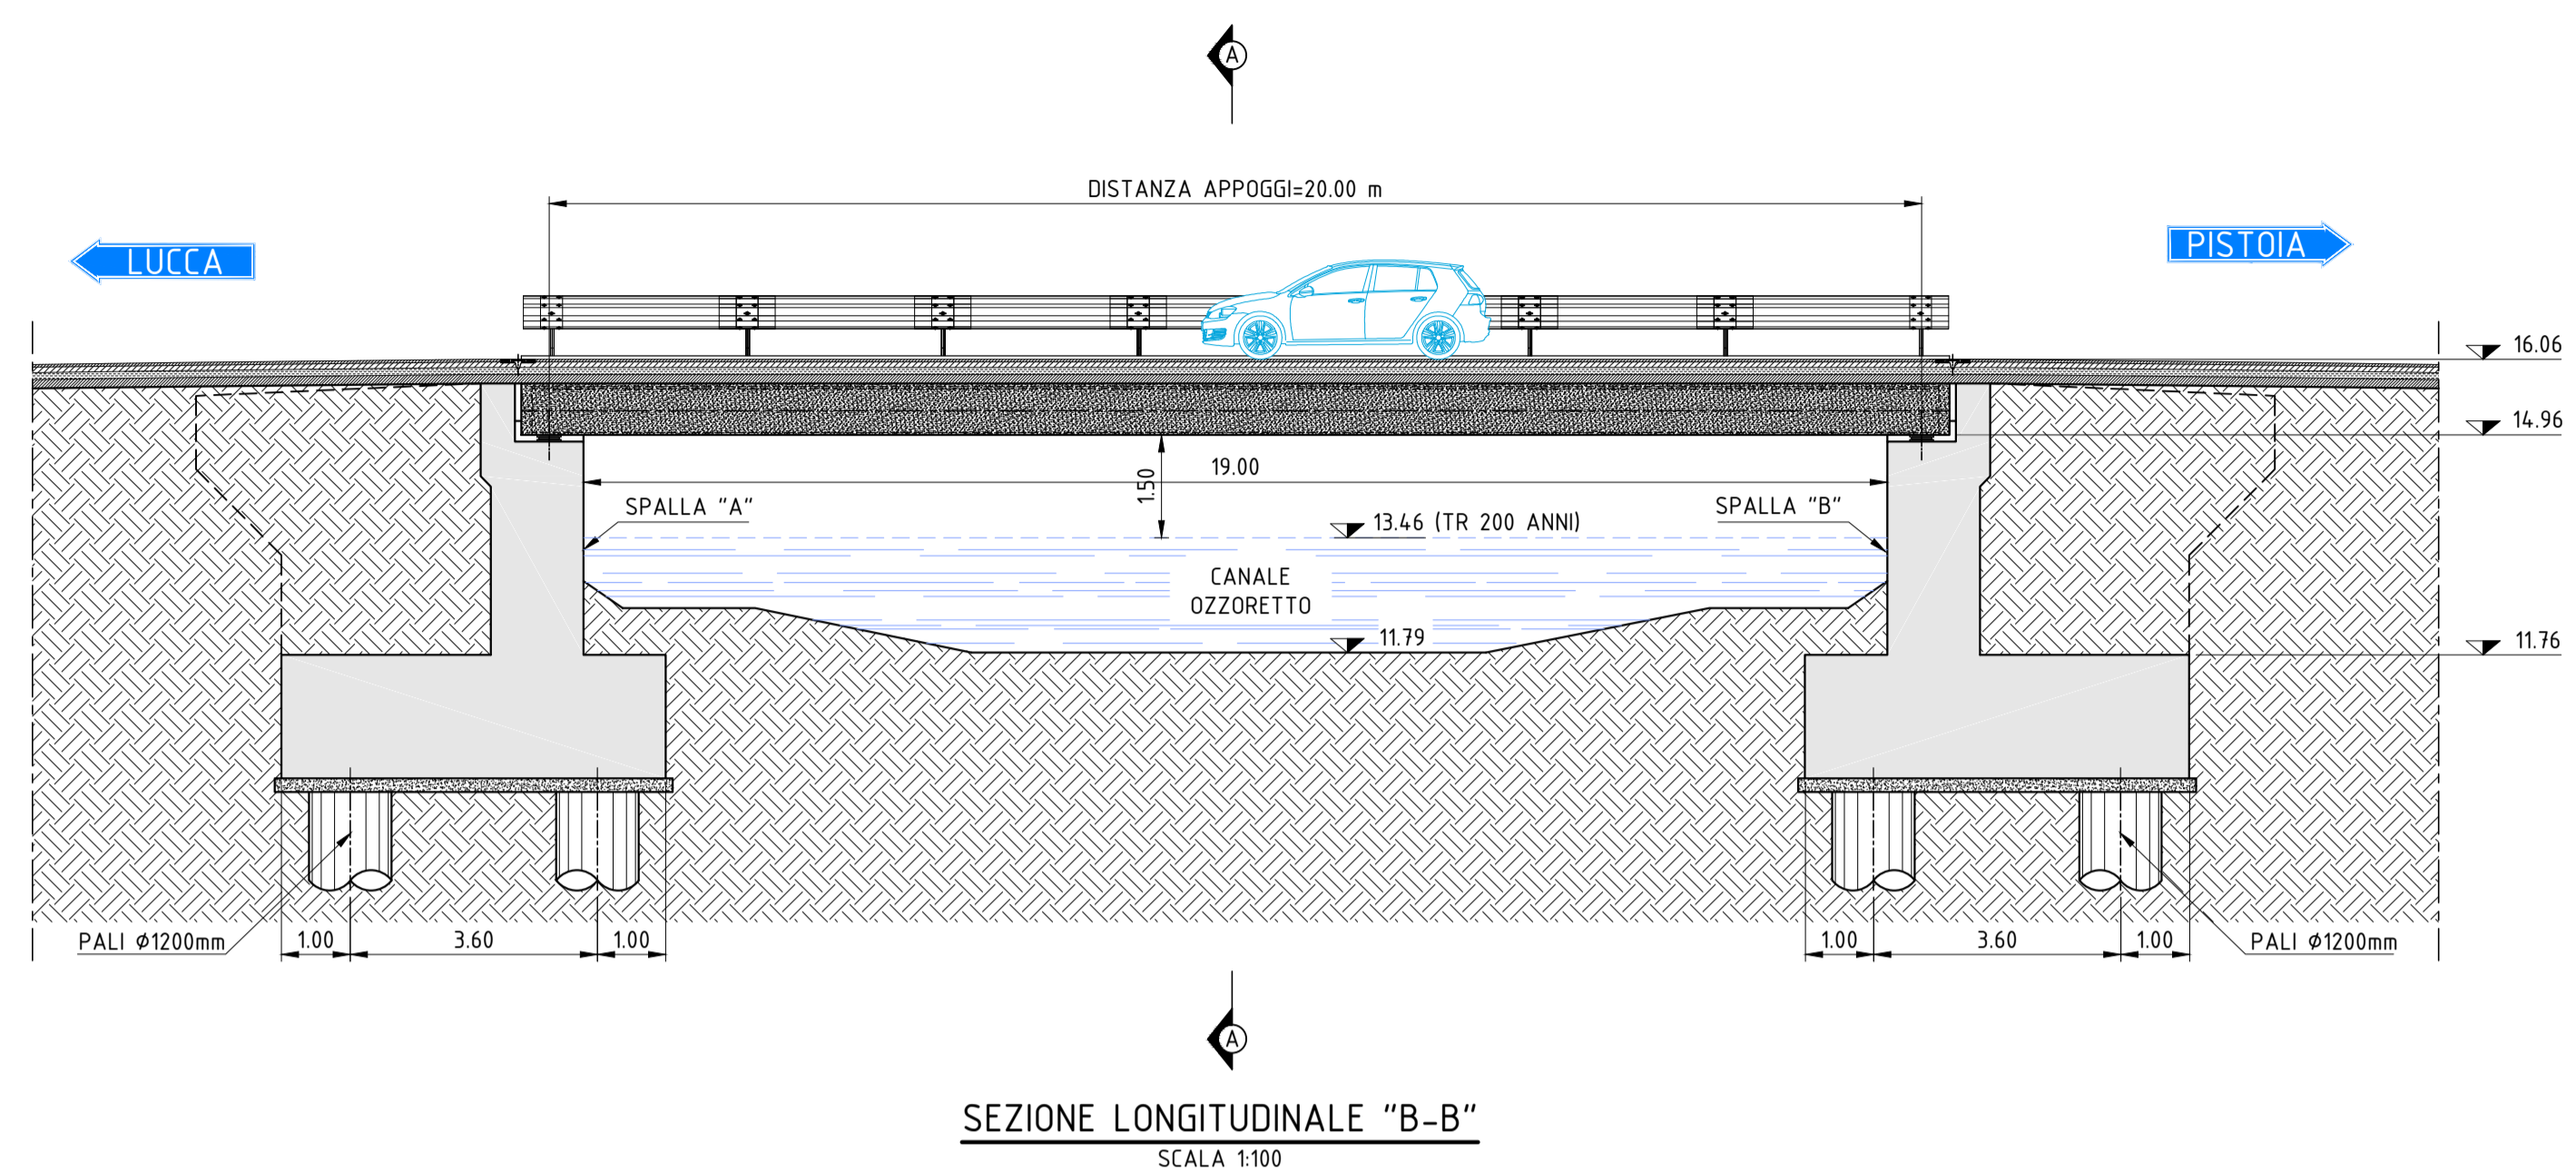 A
DISTANZA APPOGGI=20.00 m
LUCCA
PISTOIA
16.06
14.96
19.00
1.50
SPALLA "A"
SPALLA "B"
13.46 (TR 200 ANNI)
CANALE
OZZORETTO
11.79
11.76
PALI Ø1200mm
1.00
3.60
1.00
1.00
3.60
1.00
PALI Ø1200mm
A
SEZIONE LONGITUDINALE "B-B"
SCALA 1:100